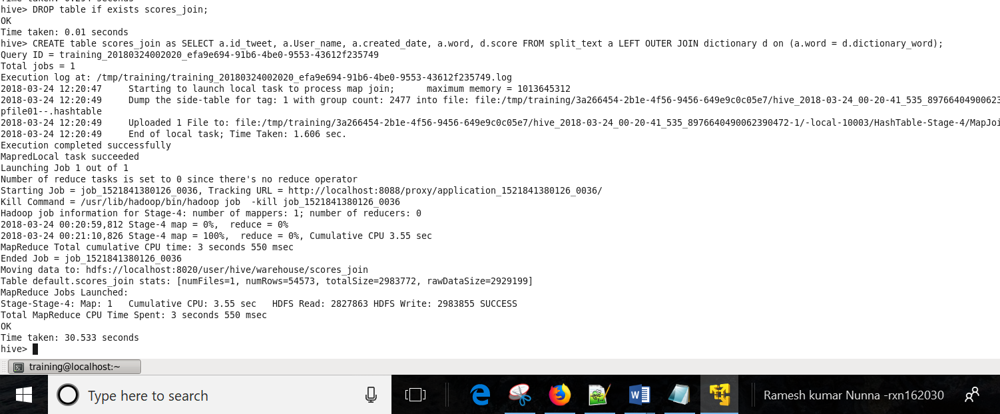 hive> DROP table if exists scores_join;
OK
Time taken: 0.01 seconds
hive> CREATE table scores_join as SELECT a.id_tweet, a.User_name, a.created_date, a.word, d.score FROM split_text a LEFT OUTER JOIN dictionary d on (a.word = d.dictionary_word);
Query ID = training_20180324002020_efa9e694-91b6-4be0-9553-43612f235749
Total jobs = 1
Execution log at: /tmp/training/training_20180324002020_efa9e694-91b6-4be0-9553-43612f235749.log
2018-03-24 12:20:47     Starting to launch local task to process map join;      maximum memory = 1013645312
2018-03-24 12:20:49     Dump the side-table for tag: 1 with group count: 2477 into file: file:/tmp/training/3a266454-2b1e-4f56-9456-649e9c0c05e7/hive_2018-03-24_00-20-41_535_89766404900623
pfile01--.hashtable
2018-03-24 12:20:49     Uploaded 1 File to: file:/tmp/training/3a266454-2b1e-4f56-9456-649e9c0c05e7/hive_2018-03-24_00-20-41_535_8976640490062390472-1/-local-10003/HashTable-Stage-4/MapJoi
2018-03-24 12:20:49     End of local task; Time Taken: 1.606 sec.
Execution completed successfully
MapredLocal task succeeded
Launching Job 1 out of 1
Number of reduce tasks is set to 0 since there's no reduce operator
Starting Job = job_1521841380126_0036, Tracking URL = http://localhost:8088/proxy/application_1521841380126_0036/
Kill Command = /usr/lib/hadoop/bin/hadoop job  -kill job_1521841380126_0036
Hadoop job information for Stage-4: number of mappers: 1; number of reducers: 0
2018-03-24 00:20:59,812 Stage-4 map = 0%,  reduce = 0%
2018-03-24 00:21:10,826 Stage-4 map = 100%,  reduce = 0%, Cumulative CPU 3.55 sec
MapReduce Total cumulative CPU time: 3 seconds 550 msec
Ended Job = job_1521841380126_0036
Moving data to: hdfs://localhost:8020/user/hive/warehouse/scores_join
Table default.scores_join stats: [numFiles=1, numRows=54573, totalSize=2983772, rawDataSize=2929199]
MapReduce Jobs Launched:
Stage-Stage-4: Map: 1   Cumulative CPU: 3.55 sec   HDFS Read: 2827863 HDFS Write: 2983855 SUCCESS
Total MapReduce CPU Time Spent: 3 seconds 550 msec
OK
Time taken: 30.533 seconds
hive>
training@localhost:~
Type here to search
Ramesh kumar Nunna -rxn162030